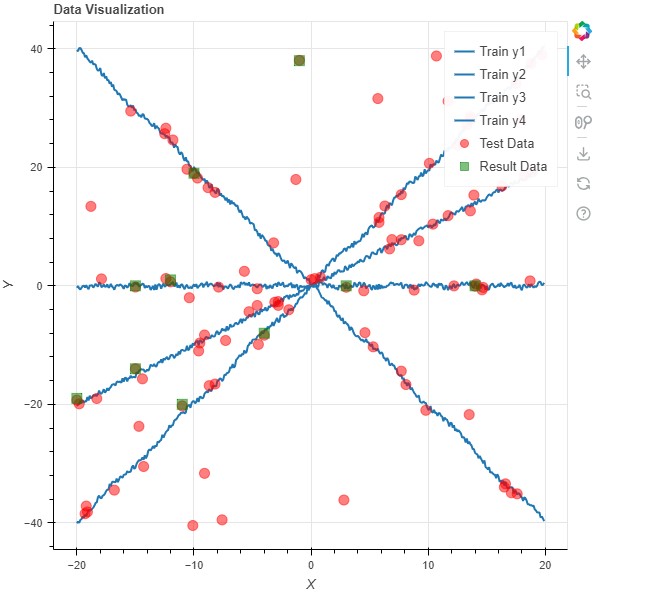 Data Visualization
Y
40
20
0
−20
−40
Train y1
Train y2
Train y3
Train y4
Test Data
Result Data
−20
−10
0
10
20
X